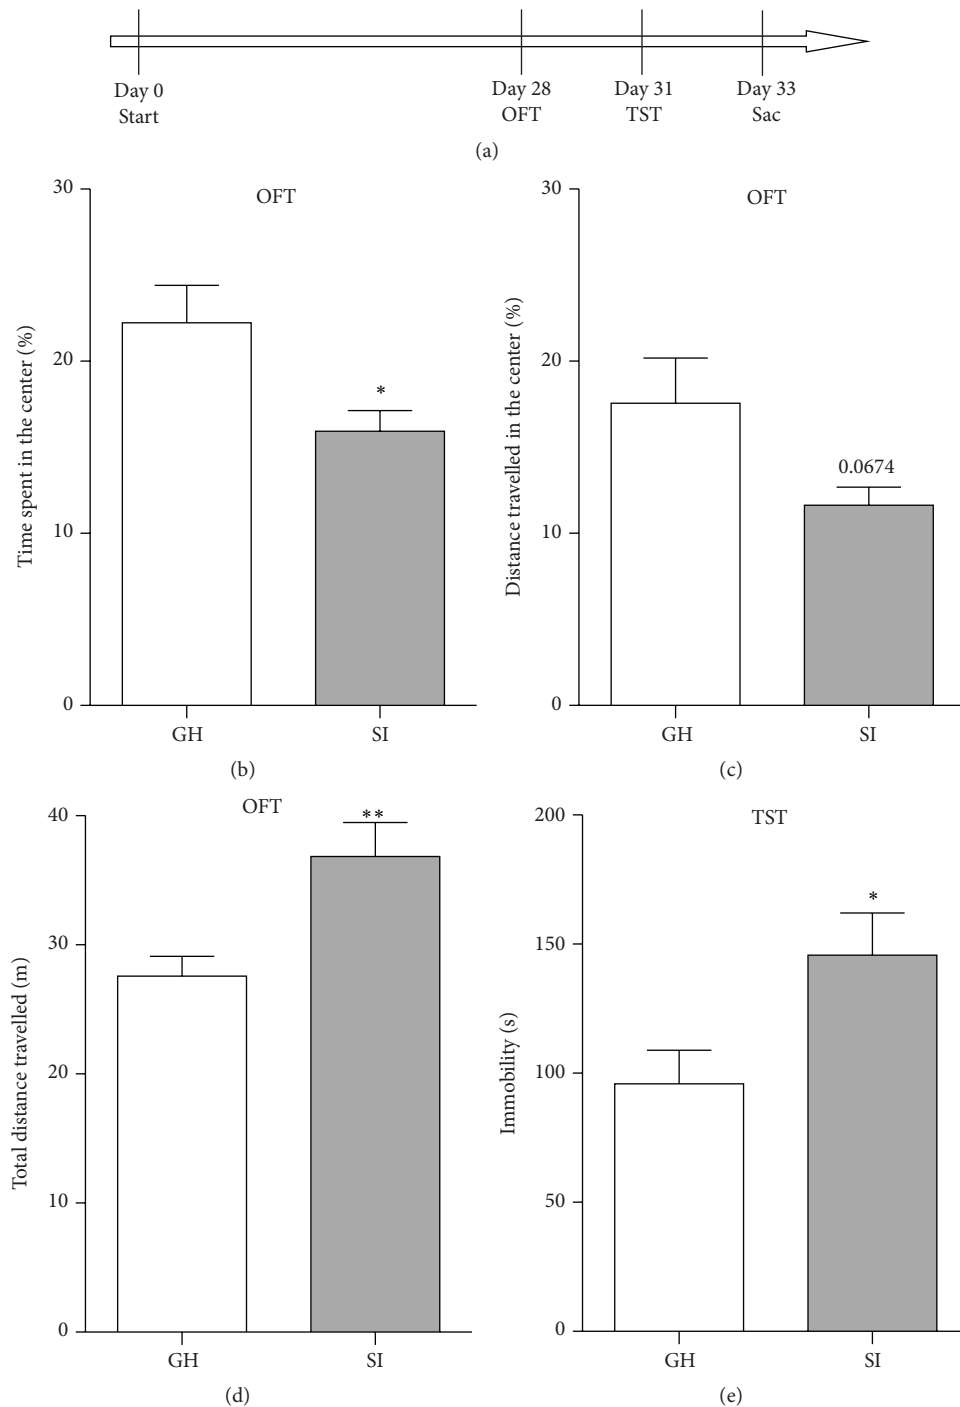 Day 0
Start
Day 28
OFT
Day 31
TST
Day 33
Sac
(a)
OFT
Time spent in the center (%)
30
20
10
0
*
GH
SI
(b)
OFT
Distance travelled in the center (%)
30
20
10
0
0.0674
GH
SI
(c)
OFT
Total distance travelled (m)
40
30
20
10
0
**
GH
SI
(d)
TST
Immobility (s)
200
150
100
50
0
*
GH
SI
(e)